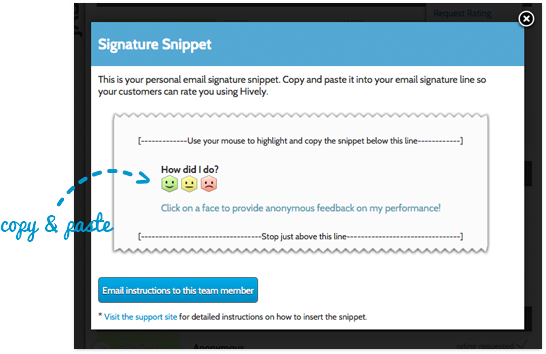 Request Rating
Signature Snippet
This is your personal email signature snippet. Copy and paste it into your email signature line so
your customers can rate you using Hively.
[-------------Use your mouse to highlight and copy the snippet below this line------------]
How did I do?
Click on a face to provide anonymous feedback on my performance!
[----------------------------------Stop just above this line--------------------------------]
copy & paste
Email instructions to this team member
* Visit the support site for detailed instructions on how to insert the snippet.
Anonymous
rating requested